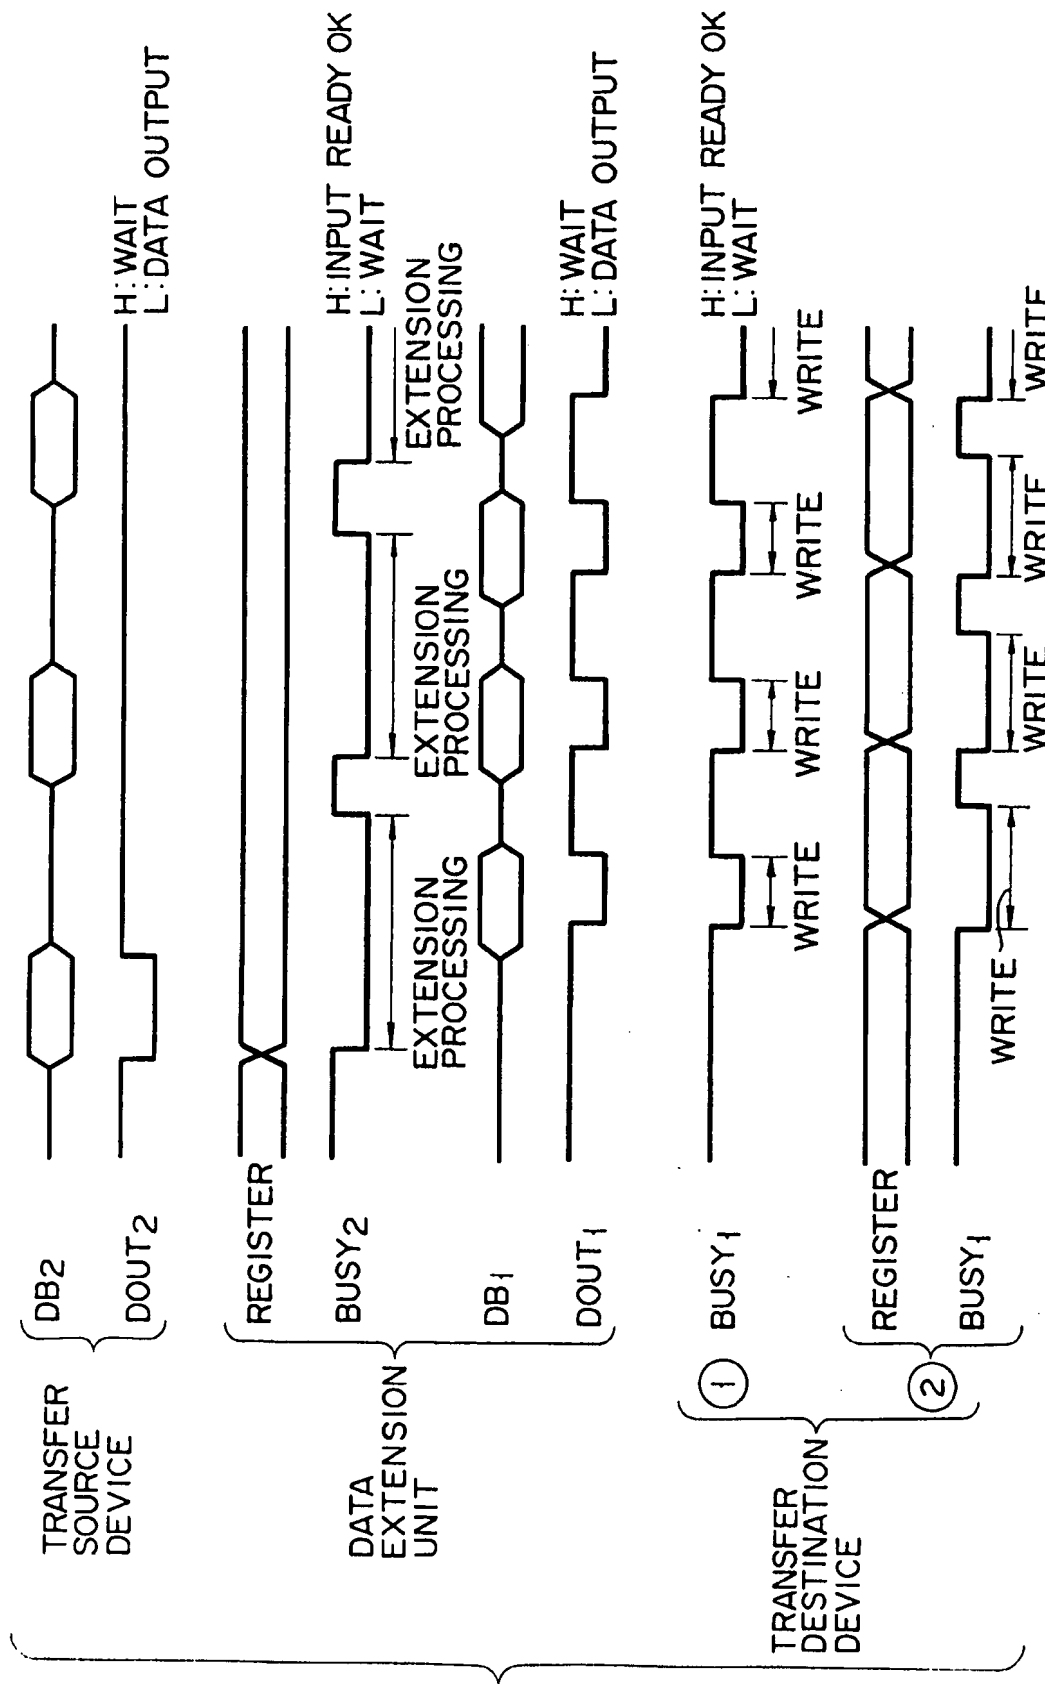 TRANSFER
SOURCE
DEVICE
DB2
DOUT2
H: WAIT
L: DATA OUTPUT
DATA
EXTENSION
UNIT
REGISTER
BUSY2
H: INPUT READY OK
L: WAIT
EXTENSION
PROCESSING
EXTENSION
PROCESSING
EXTENSION
PROCESSING
DB1
DOUT1
H: WAIT
L: DATA OUTPUT
TRANSFER
DESTINATION
DEVICE
1
BUSY1
H: INPUT READY OK
L: WAIT
WRITE
WRITE
WRITE
WRITE
2
REGISTER
BUSY1
WRITE
WRITE
WRITE
WRITE